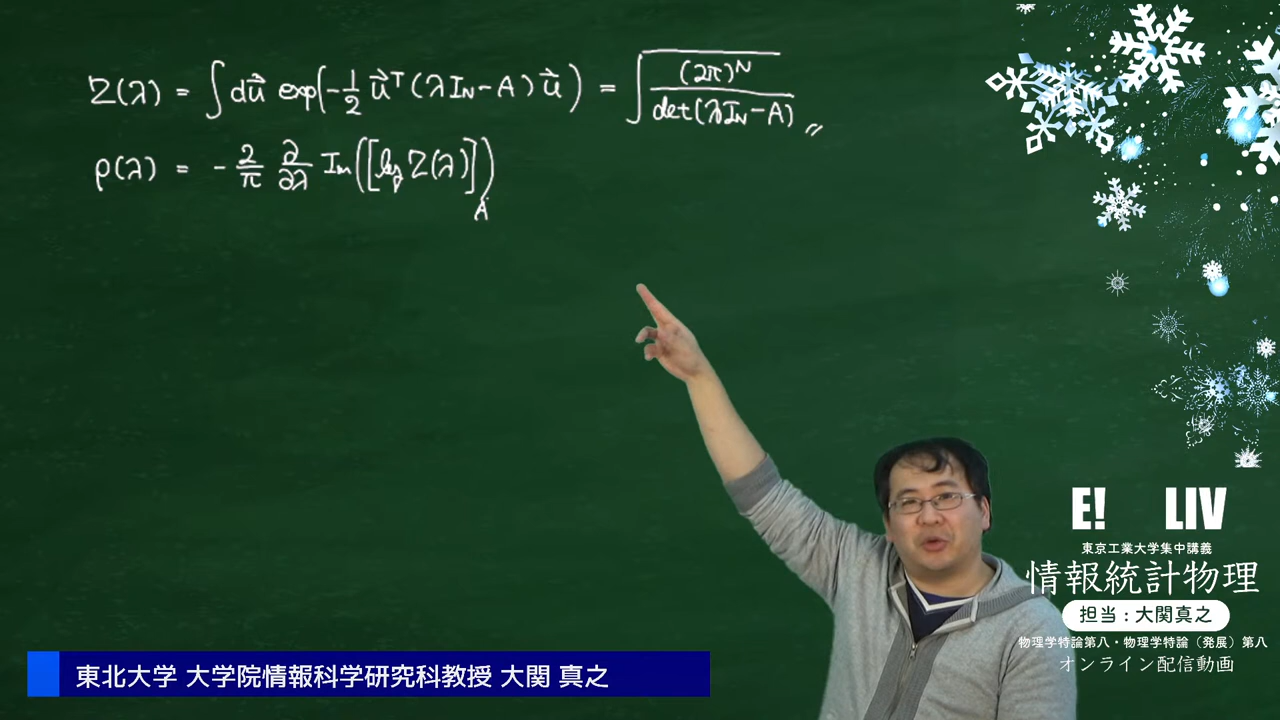 Z(λ) = ∫ du⃗ exp(-1/2 u⃗ᵀ (λI_N - A) u⃗) = √((2π)^N / det(λI_N - A)) 〃
ρ(λ) = - 2/π ∂/∂λ Im([log Z(λ)])_A
E! LIV
東京工業大学集中講義
情報統計物理
担当:大関真之
物理学特論第八・物理学特論(発展)第八
オンライン配信動画
東北大学 大学院情報科学研究科教授 大関 真之